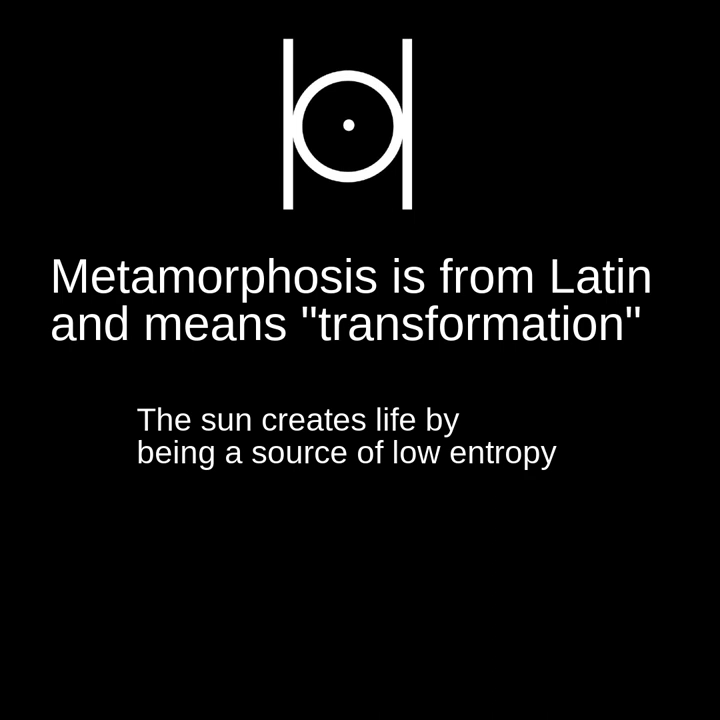 Metamorphosis is from Latin
and means "transformation"
The sun creates life by
being a source of low entropy